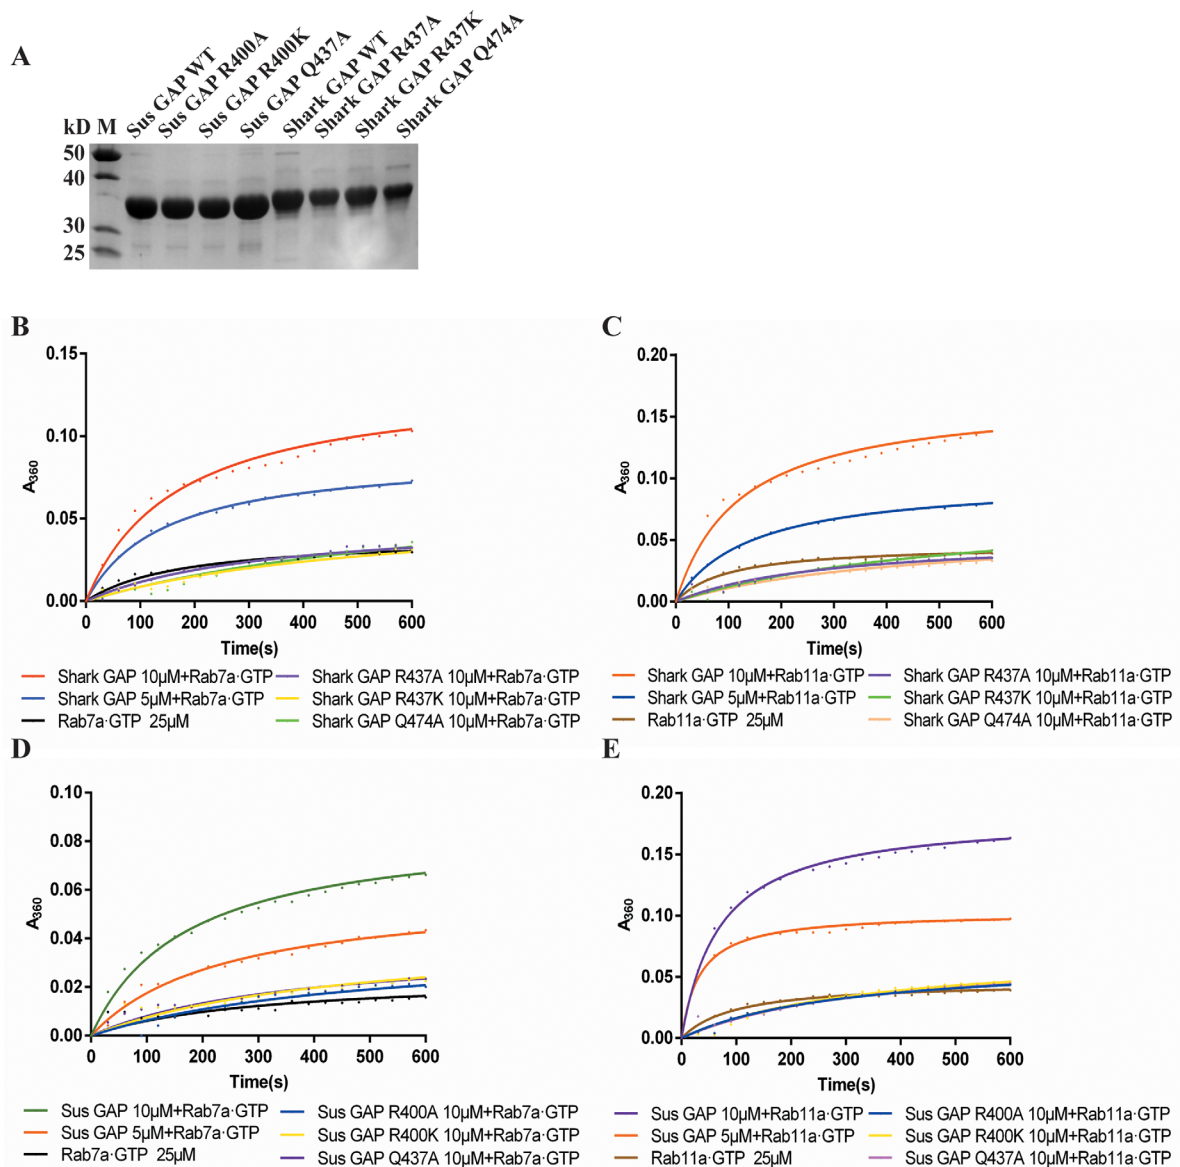 A
Sus GAP WT
Sus GAP R400A
Sus GAP R400K
Sus GAP Q437A
Shark GAP WT
Shark GAP R437A
Shark GAP R437K
Shark GAP Q474A
kD M
50
40
30
25
B
0.15
0.10
0.05
0.00
A360
0 100 200 300 400 500 600
Time(s)
Shark GAP 10μM+Rab7a·GTP
Shark GAP 5μM+Rab7a·GTP
Rab7a·GTP 25μM
Shark GAP R437A 10μM+Rab7a·GTP
Shark GAP R437K 10μM+Rab7a·GTP
Shark GAP Q474A 10μM+Rab7a·GTP
C
0.20
0.15
0.10
0.05
0.00
A360
0 100 200 300 400 500 600
Time(s)
Shark GAP 10μM+Rab11a·GTP
Shark GAP 5μM+Rab11a·GTP
Rab11a·GTP 25μM
Shark GAP R437A 10μM+Rab11a·GTP
Shark GAP R437K 10μM+Rab11a·GTP
Shark GAP Q474A 10μM+Rab11a·GTP
D
0.10
0.08
0.06
0.04
0.02
0.00
A360
0 100 200 300 400 500 600
Time(s)
Sus GAP 10μM+Rab7a·GTP
Sus GAP 5μM+Rab7a·GTP
Rab7a·GTP 25μM
Sus GAP R400A 10μM+Rab7a·GTP
Sus GAP R400K 10μM+Rab7a·GTP
Sus GAP Q437A 10μM+Rab7a·GTP
E
0.20
0.15
0.10
0.05
0.00
A360
0 100 200 300 400 500 600
Time(s)
Sus GAP 10μM+Rab11a·GTP
Sus GAP 5μM+Rab11a·GTP
Rab11a·GTP 25μM
Sus GAP R400A 10μM+Rab11a·GTP
Sus GAP R400K 10μM+Rab11a·GTP
Sus GAP Q437A 10μM+Rab11a·GTP